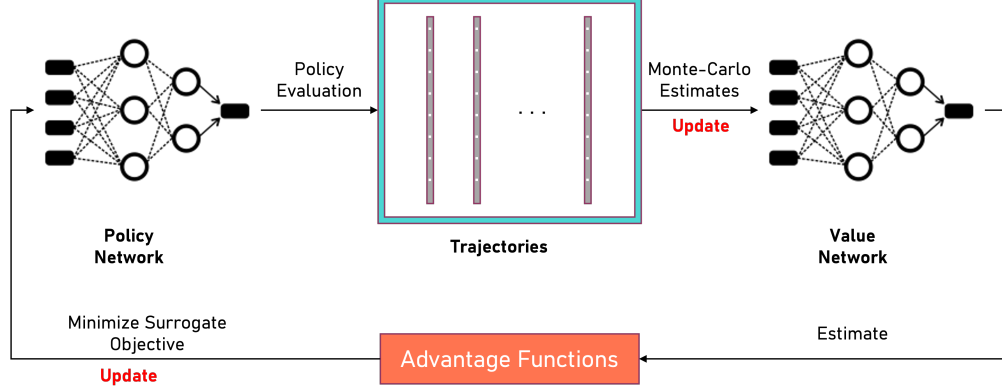 Policy
Evaluation
Monte-Carlo
Estimates
Update
. . .
Policy
Network
Trajectories
Value
Network
Minimize Surrogate
Objective
Update
Advantage Functions
Estimate